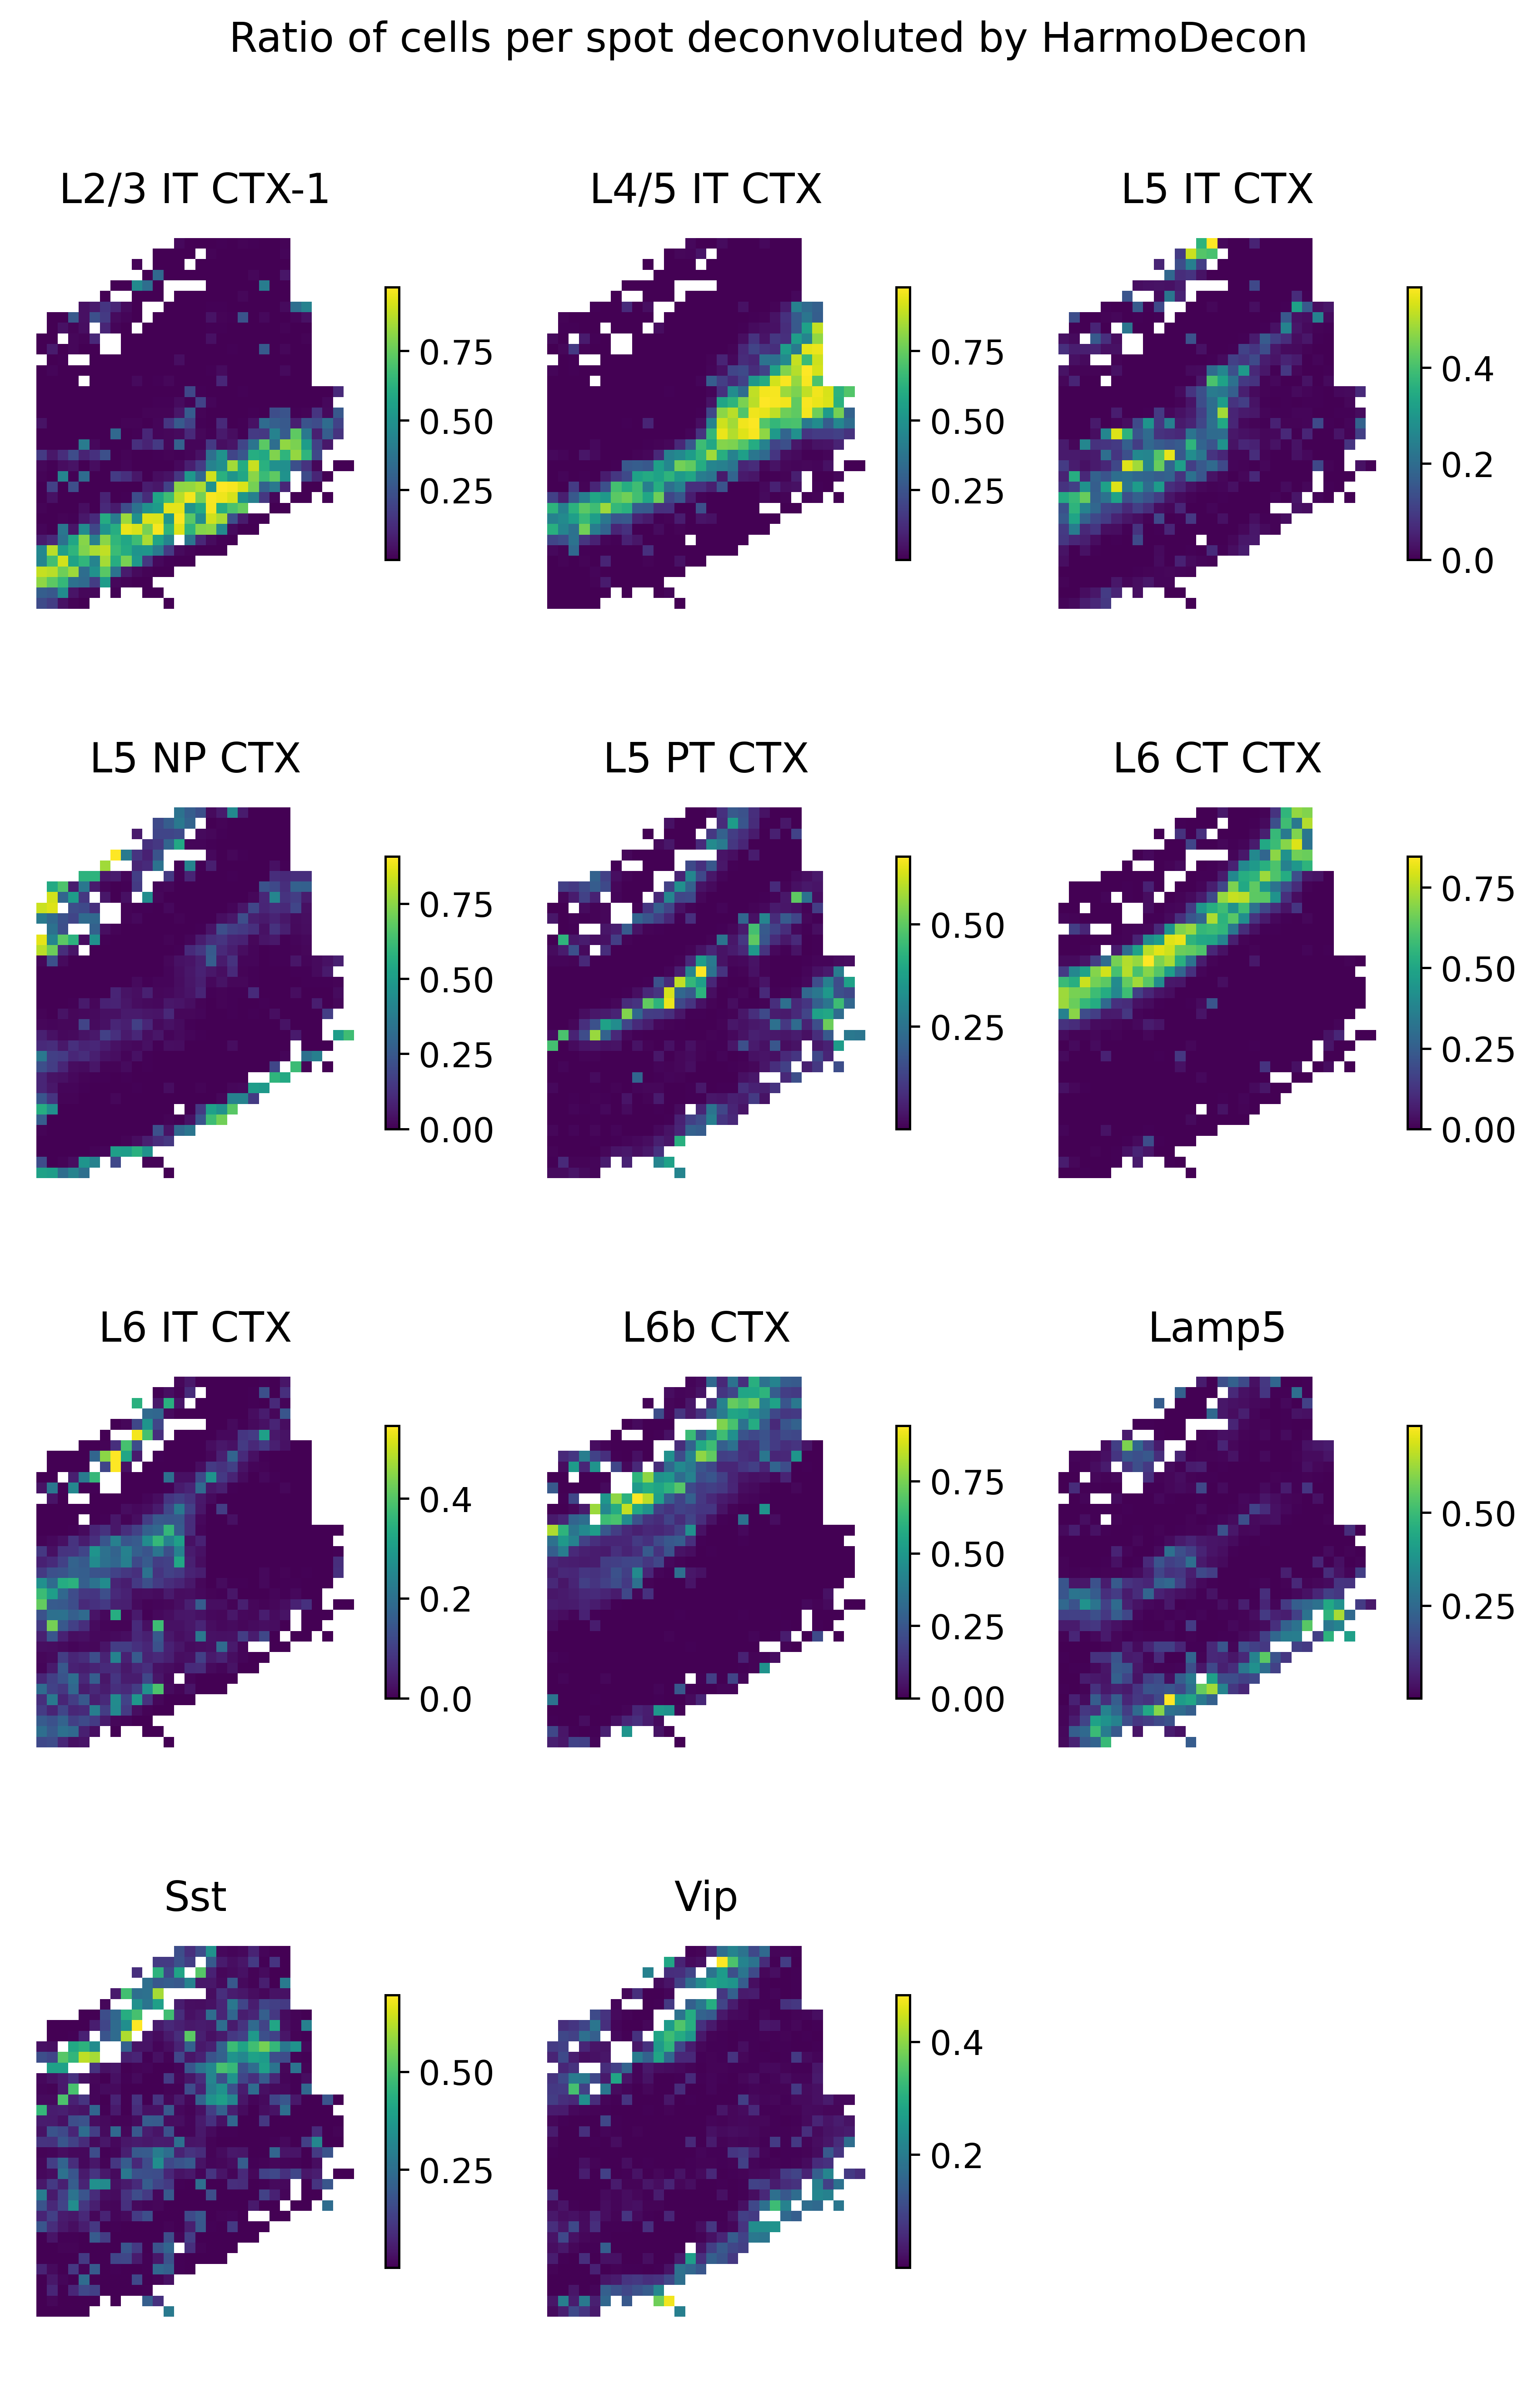 Ratio of cells per spot deconvoluted by HarmoDecon
L2/3 IT CTX-1
0.75
0.50
0.25
L4/5 IT CTX
0.75
0.50
0.25
L5 IT CTX
0.4
0.2
0.0
L5 NP CTX
0.75
0.50
0.25
0.00
L5 PT CTX
0.50
0.25
L6 CT CTX
0.75
0.50
0.25
0.00
L6 IT CTX
0.4
0.2
0.0
L6b CTX
0.75
0.50
0.25
0.00
Lamp5
0.50
0.25
Sst
0.50
0.25
Vip
0.4
0.2